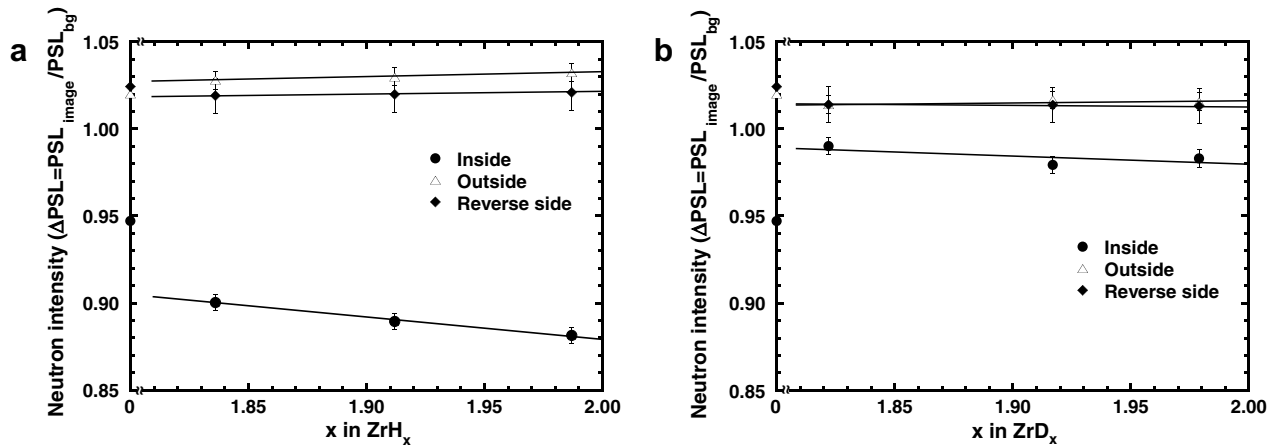 a
Neutron intensity (ΔPSL=PSL_image/PSL_bg)
1.05
1.00
0.95
0.90
0.85
Inside
Outside
Reverse side
0 1.85 1.90 1.95 2.00
x in ZrH_x
b
Neutron intensity (ΔPSL=PSL_image/PSL_bg)
1.05
1.00
0.95
0.90
0.85
Inside
Outside
Reverse side
0 1.85 1.90 1.95 2.00
x in ZrD_x